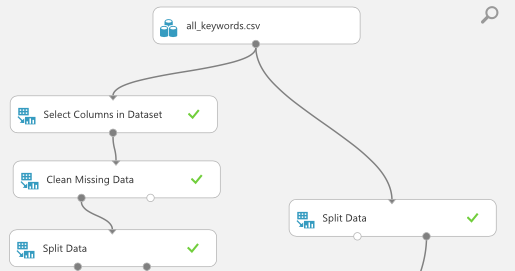 all_keywords.csv
Select Columns in Dataset
Clean Missing Data
Split Data
Split Data